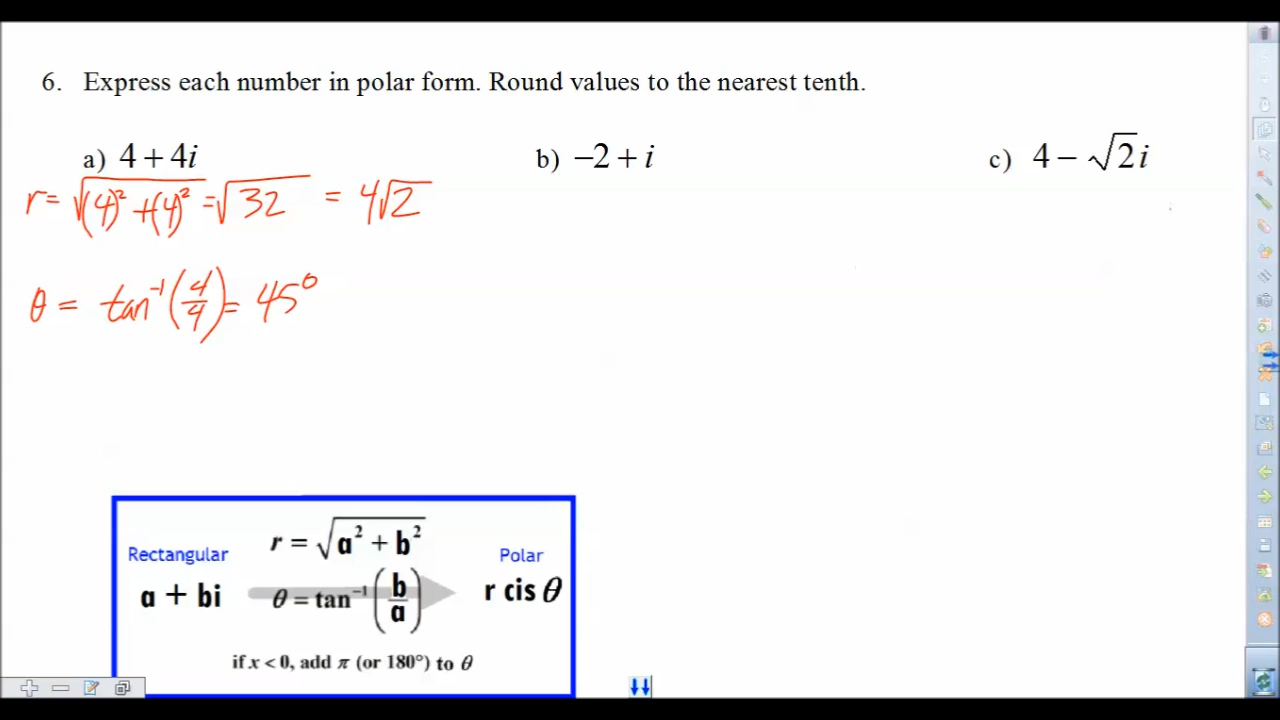 6. Express each number in polar form. Round values to the nearest tenth.
a) 4 + 4i
b) −2 + i
c) 4 − √2i
r = √(4)² + (4)² = √32 = 4√2
θ = tan⁻¹(4/4) = 45°
r = √a² + b²
Rectangular
Polar
a + bi
θ = tan⁻¹(b/a)
r cis θ
if x < 0, add π (or 180°) to θ